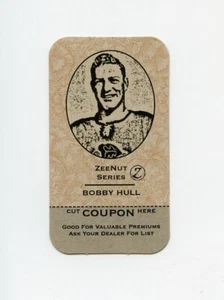 ZEENUT
SERIES Z
BOBBY HULL
CUT COUPON HERE
GOOD FOR VALUABLE PREMIUMS
ASK YOUR DEALER FOR LIST